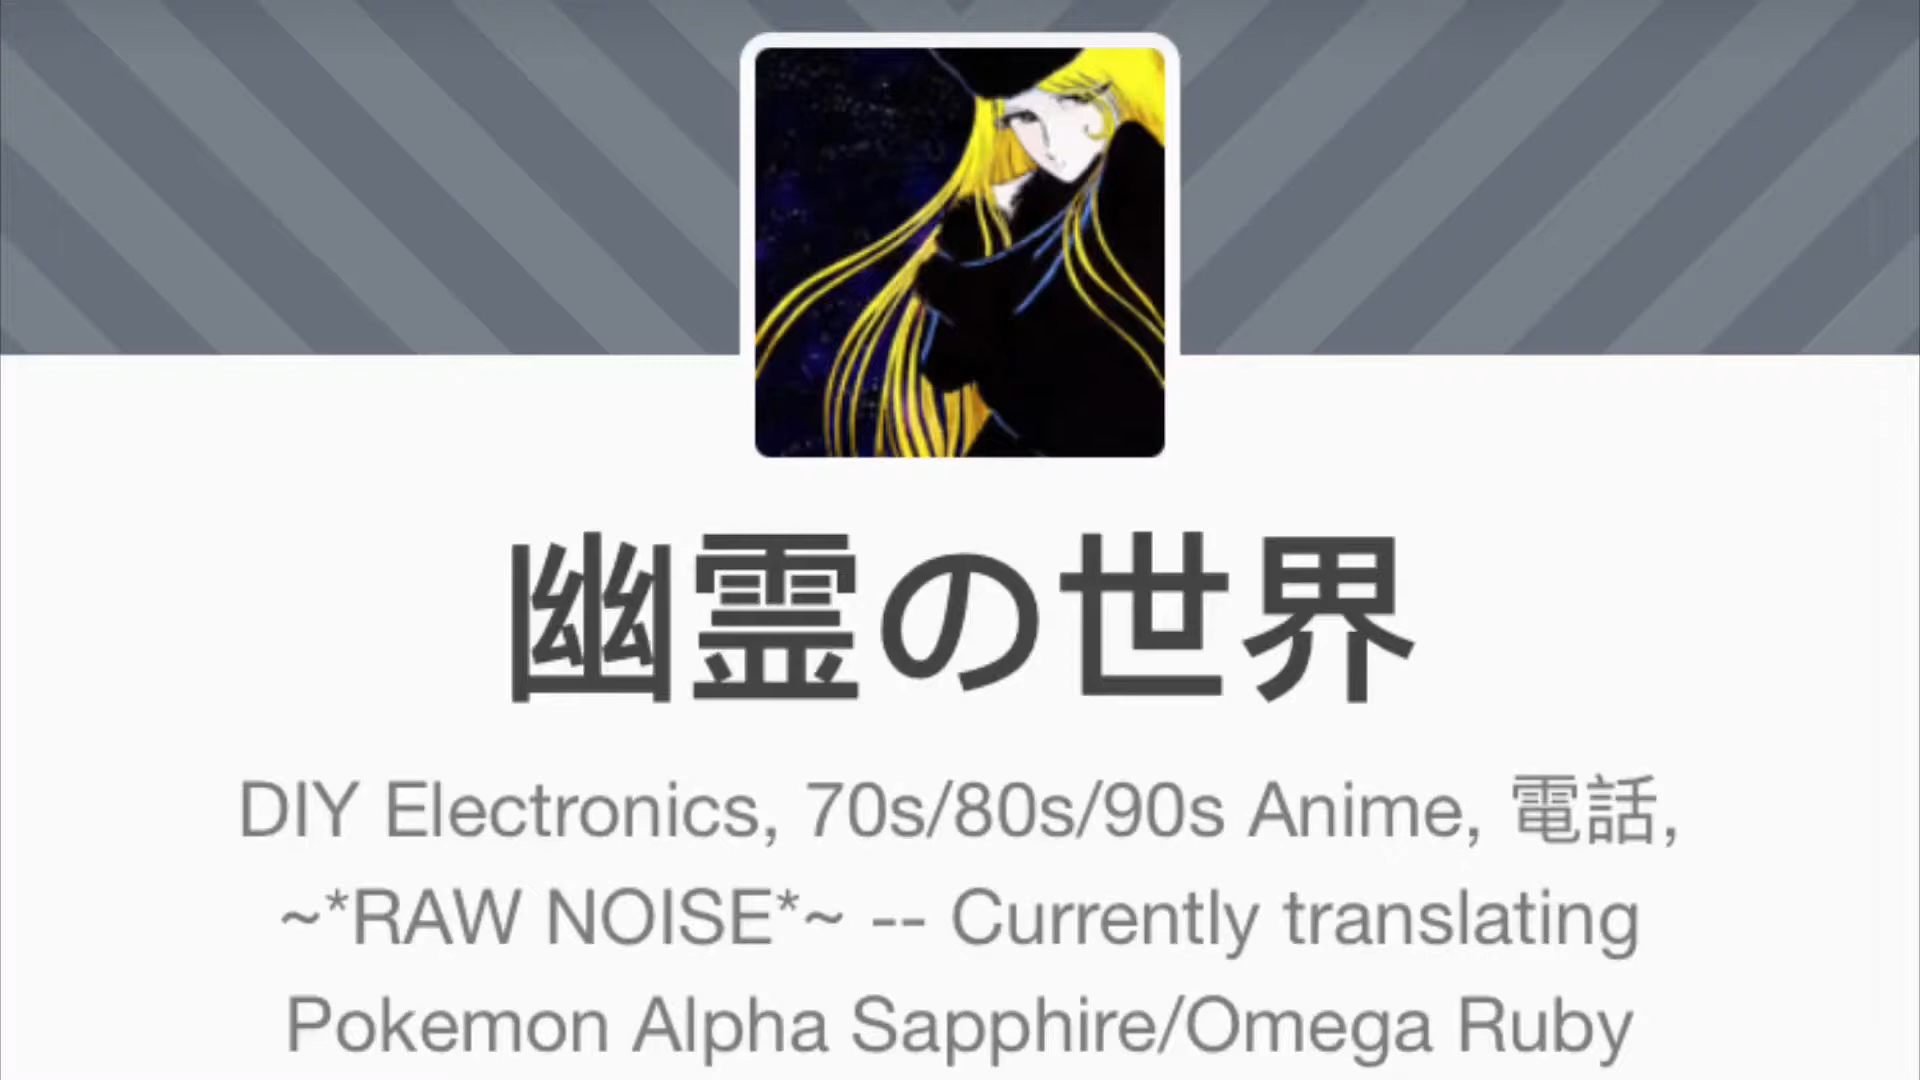 幽霊の世界
DIY Electronics, 70s/80s/90s Anime, 電話,
~*RAW NOISE*~ -- Currently translating
Pokemon Alpha Sapphire/Omega Ruby